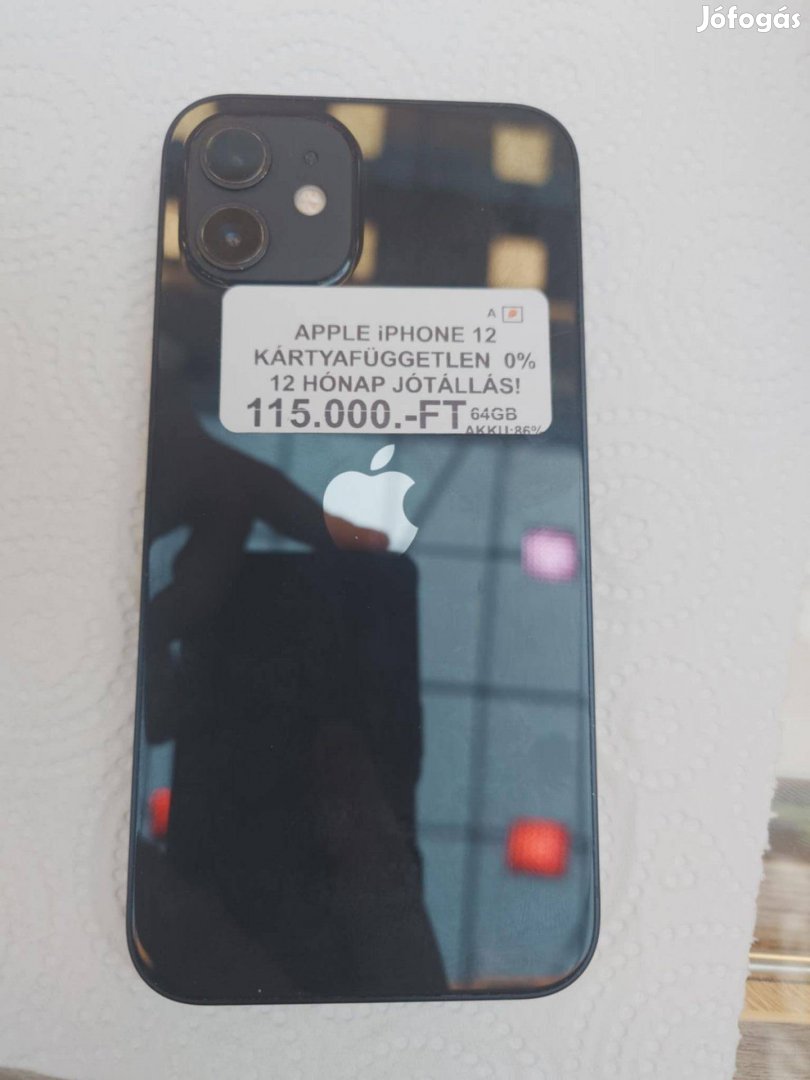 Jófogás
A
APPLE iPHONE 12
KÁRTYAFÜGGETLEN 0%
12 HÓNAP JÓTÁLLÁS!
115.000.-FT 64GB
AKKU:86%